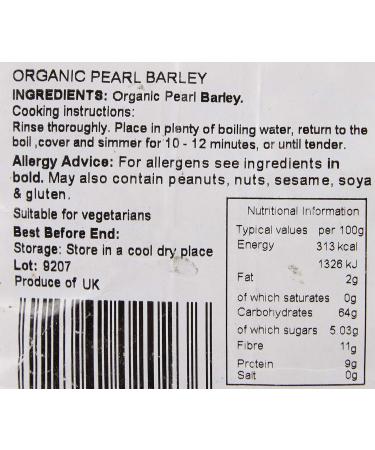 ORGANIC PEARL BARLEY
INGREDIENTS: Organic Pearl Barley.
Cooking instructions:
Rinse thoroughly. Place in plenty of boiling water, return to the
boil ,cover and simmer for 10 - 12 minutes, or until tender.
Allergy Advice: For allergens see ingredients in
bold. May also contain peanuts, nuts, sesame, soya
& gluten.
Suitable for vegetarians
Best Before End:
Storage: Store in a cool dry place
Lot: 9207
Produce of UK
Nutritional Information
Typical values per 100g
Energy 313 kcal
1326 kJ
Fat 2g
of which saturates 0g
Carbohydrates 64g
of which sugars 5.03g
Fibre 11g
Protein 9g
Salt 0g